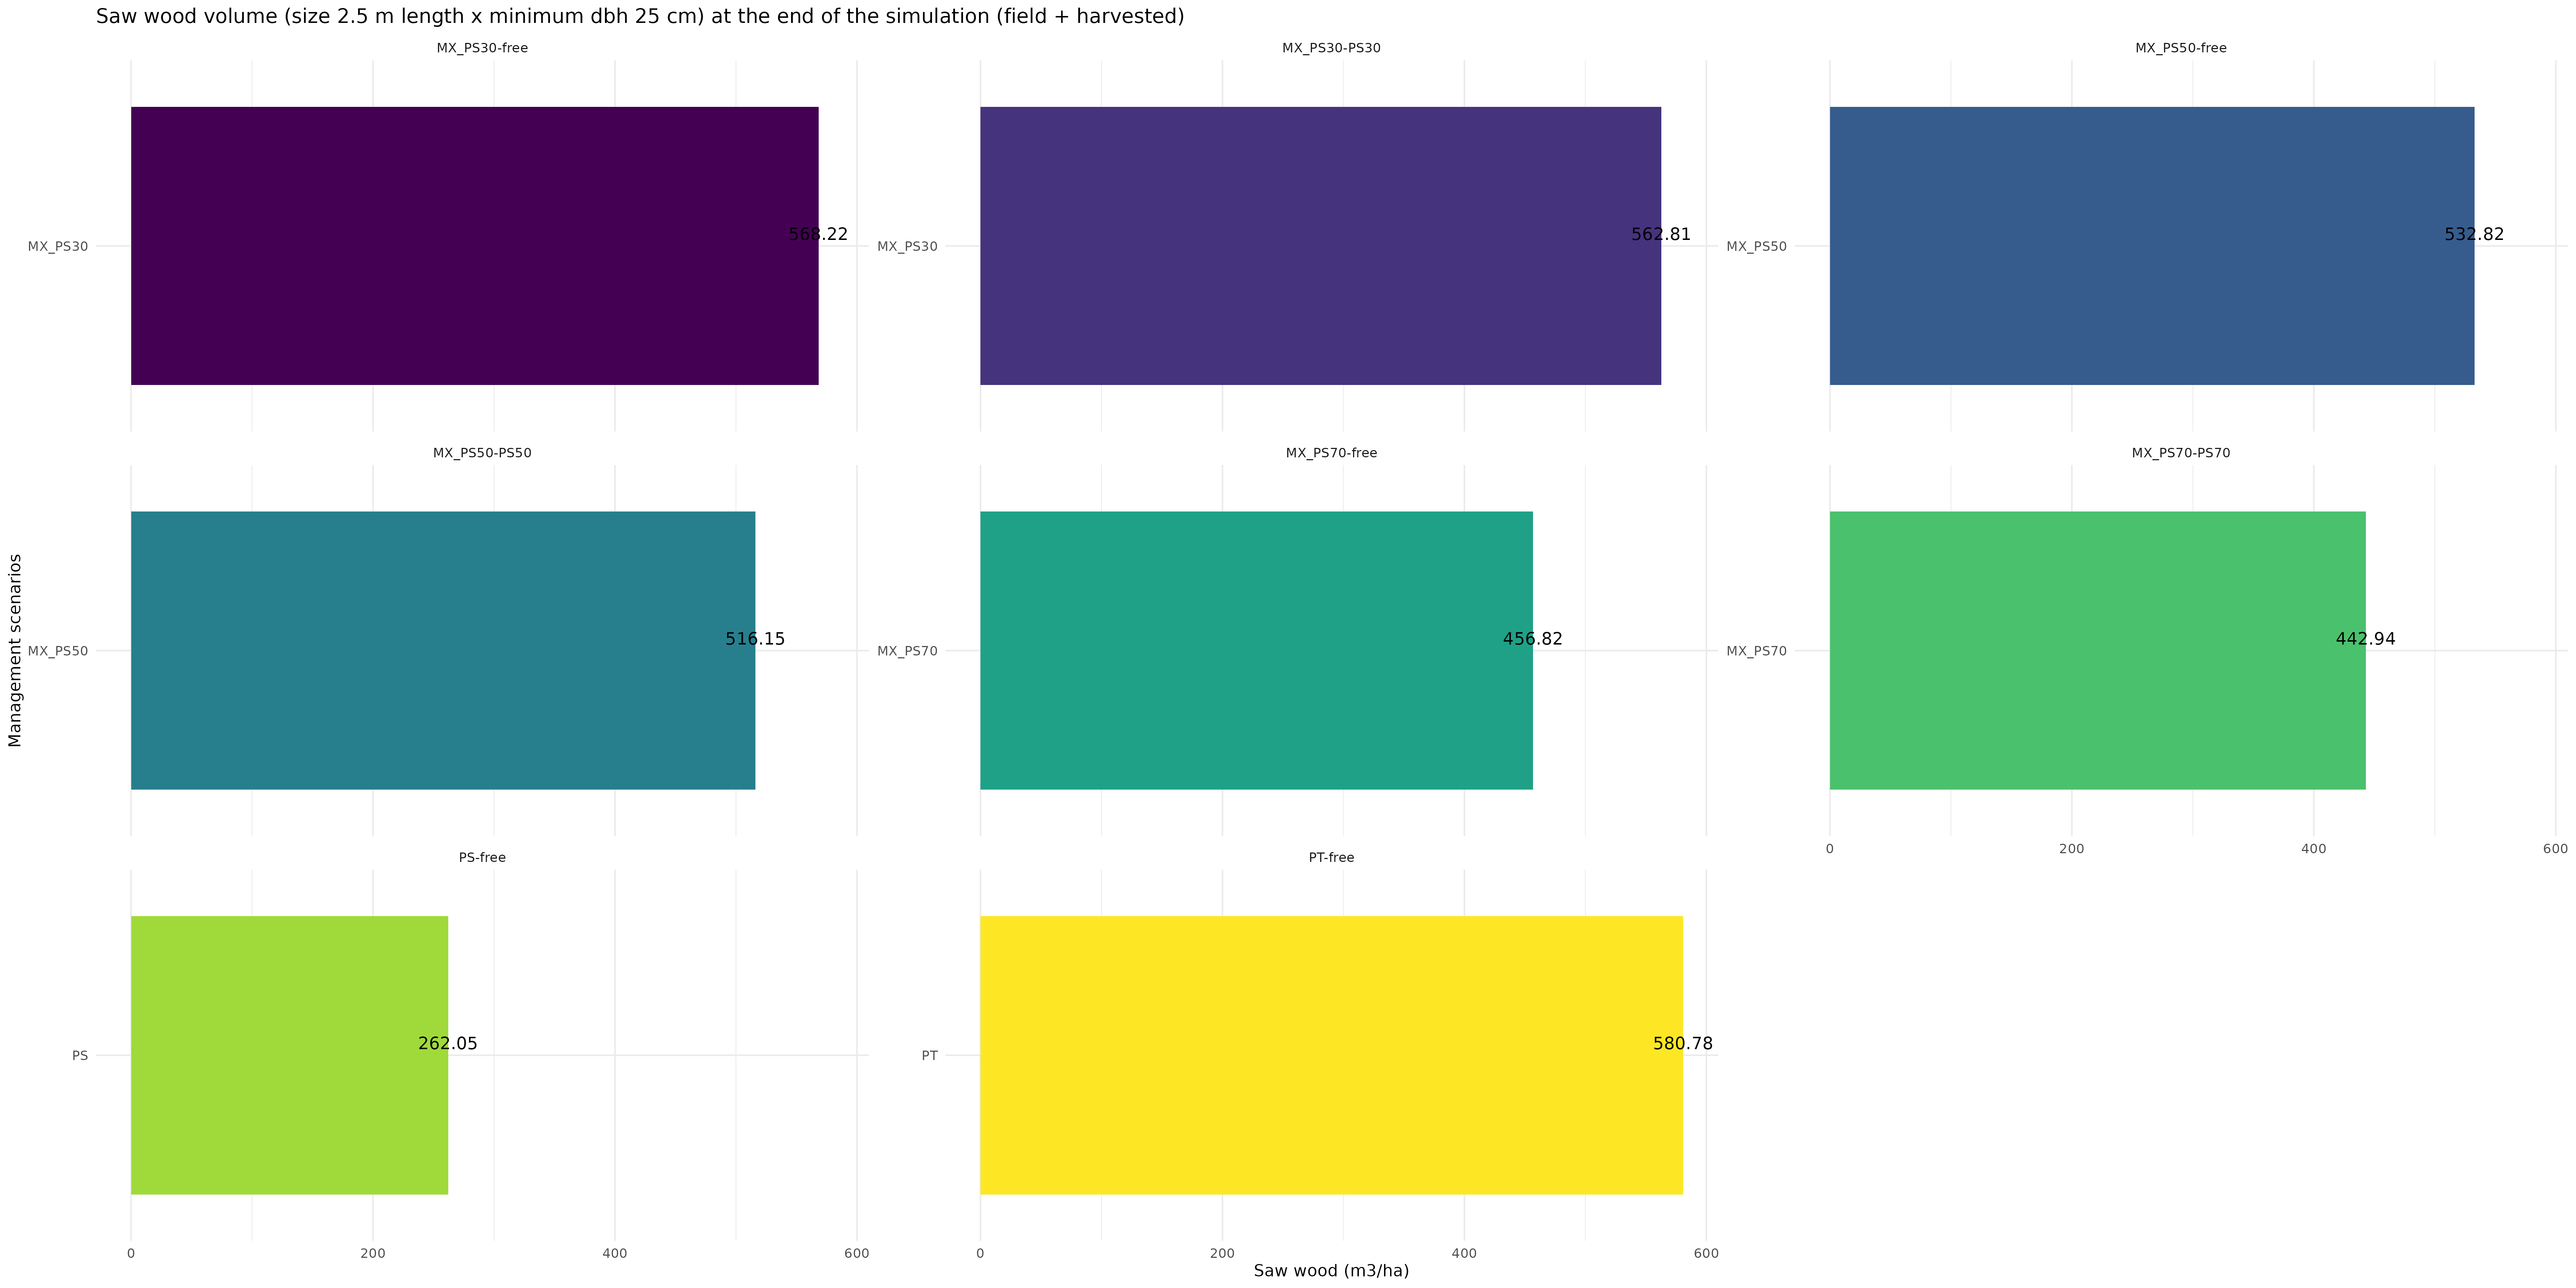 Saw wood volume (size 2.5 m length x minimum dbh 25 cm) at the end of the simulation (field + harvested)
MX_PS30-free
MX_PS30-PS30
MX_PS50-free
MX_PS30
568.22
MX_PS30
562.81
MX_PS50
532.82
MX_PS50-PS50
MX_PS70-free
MX_PS70-PS70
MX_PS50
516.15
MX_PS70
456.82
MX_PS70
442.94
0
200
400
600
PS-free
PT-free
PS
262.05
PT
580.78
0
200
400
600
0
200
400
600
Saw wood (m3/ha)
Management scenarios